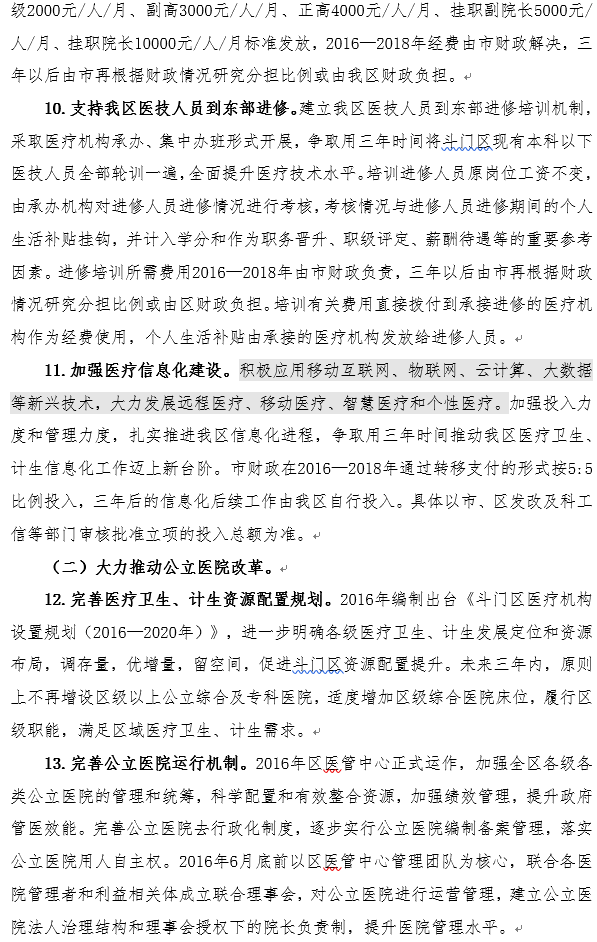 级2000元/人/月、副高3000元/人/月、正高4000元/人/月、挂职副院长5000元/
人/月、挂职院长10000元/人/月标准发放，2016—2018年经费由市财政解决，三
年以后由市再根据财政情况研究分担比例或由我区财政负担。
10.支持我区医技人员到东部进修。建立我区医技人员到东部进修培训机制，
采取医疗机构承办、集中办班形式开展，争取用三年时间将斗门区现有本科以下
医技人员全部轮训一遍，全面提升医疗技术水平。培训进修人员原岗位工资不变，
由承办机构对进修人员进修情况进行考核，考核情况与进修人员进修期间的个人
生活补贴挂钩，并计入学分和作为职务晋升、职级评定、薪酬待遇等的重要参考
因素。进修培训所需费用2016—2018年由市财政负责，三年以后由市再根据财政
情况研究分担比例或由区财政负担。培训有关费用直接拨付到承接进修的医疗机
构作为经费使用，个人生活补贴由承接的医疗机构发放给进修人员。
11.加强医疗信息化建设。积极应用移动互联网、物联网、云计算、大数据
等新兴技术，大力发展远程医疗、移动医疗、智慧医疗和个性医疗。加强投入力
度和管理力度，扎实推进我区信息化进程，争取用三年时间推动我区医疗卫生、
计生信息化工作迈上新台阶。市财政在2016—2018年通过转移支付的形式按5:5
比例投入，三年后的信息化后续工作由我区自行投入。具体以市、区发改及科工
信等部门审核批准立项的投入总额为准。
（二）大力推动公立医院改革。
12.完善医疗卫生、计生资源配置规划。2016年编制出台《斗门区医疗机构
设置规划（2016—2020年）》，进一步明确各级医疗卫生、计生发展定位和资源
布局，调存量，优增量，留空间，促进斗门区资源配置提升。未来三年内，原则
上不再增设区级以上公立综合及专科医院，适度增加区级综合医院床位，履行区
级职能，满足区域医疗卫生、计生需求。
13.完善公立医院运行机制。2016年区医管中心正式运作，加强全区各级各
类公立医院的管理和统筹，科学配置和有效整合资源，加强绩效管理，提升政府
管医效能。完善公立医院去行政化制度，逐步实行公立医院编制备案管理，落实
公立医院用人自主权。2016年6月底前以区医管中心管理团队为核心，联合各医
院管理者和利益相关体成立联合理事会，对公立医院进行运营管理，建立公立医
院法人治理结构和理事会授权下的院长负责制，提升医院管理水平。